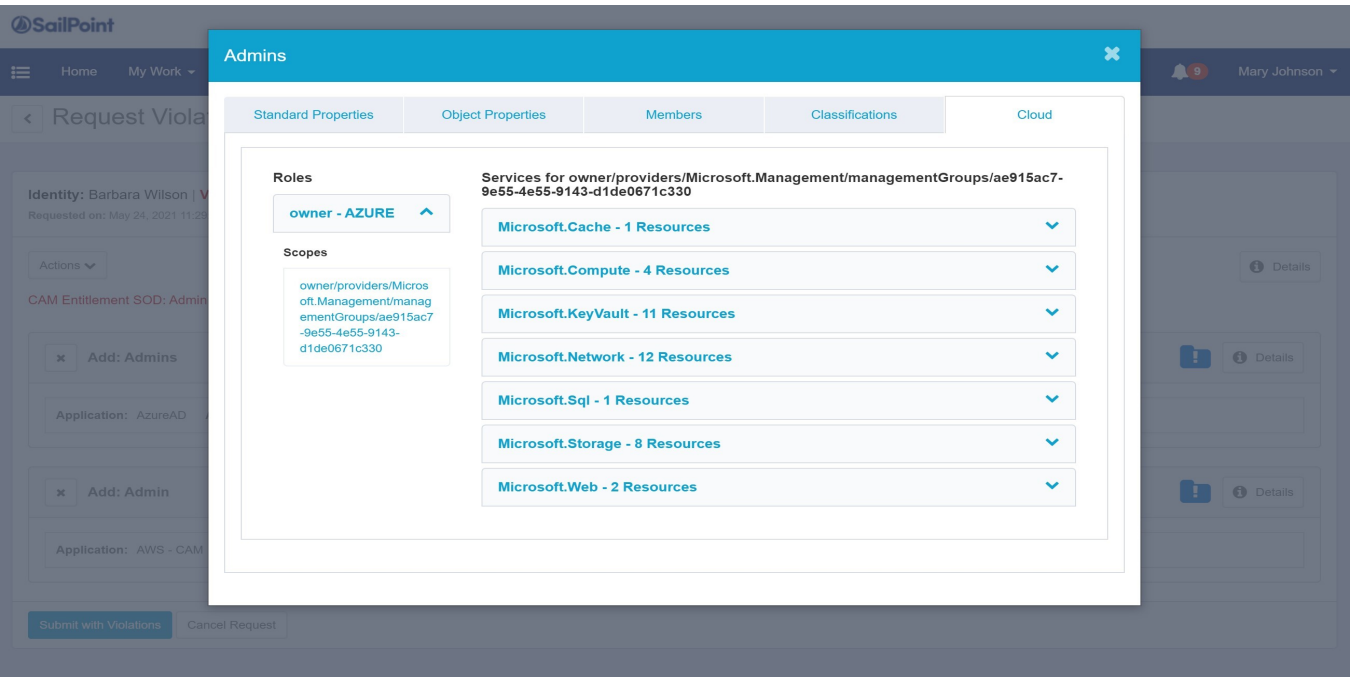 SailPoint
Home My Work
9 Mary Johnson
Request Viola
Identity: Barbara Wilson | V
Requested on: May 24, 2021 11:29
Actions
Details
CAM Entitlement SOD: Admin
Add: Admins
Details
Application: AzureAD
Add: Admin
Details
Application: AWS - CAM
Submit with Violations Cancel Request
Admins
Standard Properties Object Properties Members Classifications Cloud
Roles
owner - AZURE
Scopes
owner/providers/Micros
oft.Management/manag
ementGroups/ae915ac7
-9e55-4e55-9143-
d1de0671c330
Services for owner/providers/Microsoft.Management/managementGroups/ae915ac7-
9e55-4e55-9143-d1de0671c330
Microsoft.Cache - 1 Resources
Microsoft.Compute - 4 Resources
Microsoft.KeyVault - 11 Resources
Microsoft.Network - 12 Resources
Microsoft.Sql - 1 Resources
Microsoft.Storage - 8 Resources
Microsoft.Web - 2 Resources